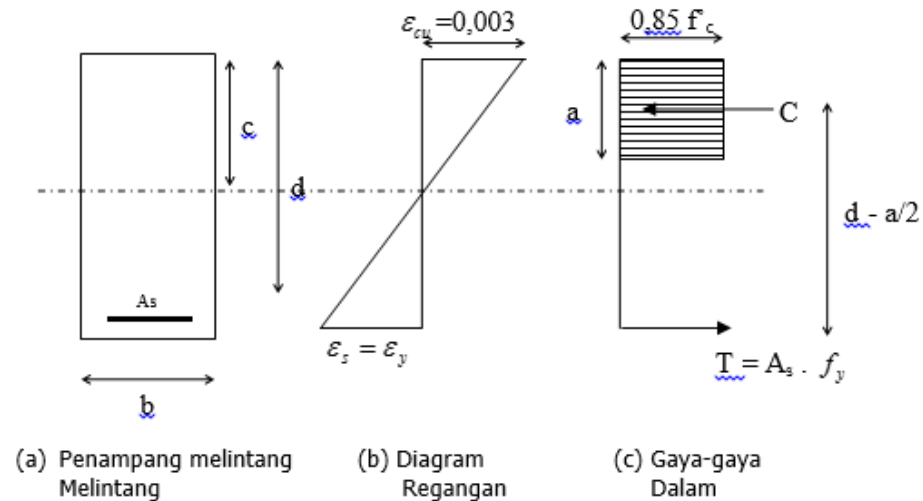 ε_cu =0,003
0,85 f'c
c
d
a
C
d - a/2
As
ε_s = ε_y
T = A_s . f_y
b
(a) Penampang melintang
Melintang
(b) Diagram
Regangan
(c) Gaya-gaya
Dalam